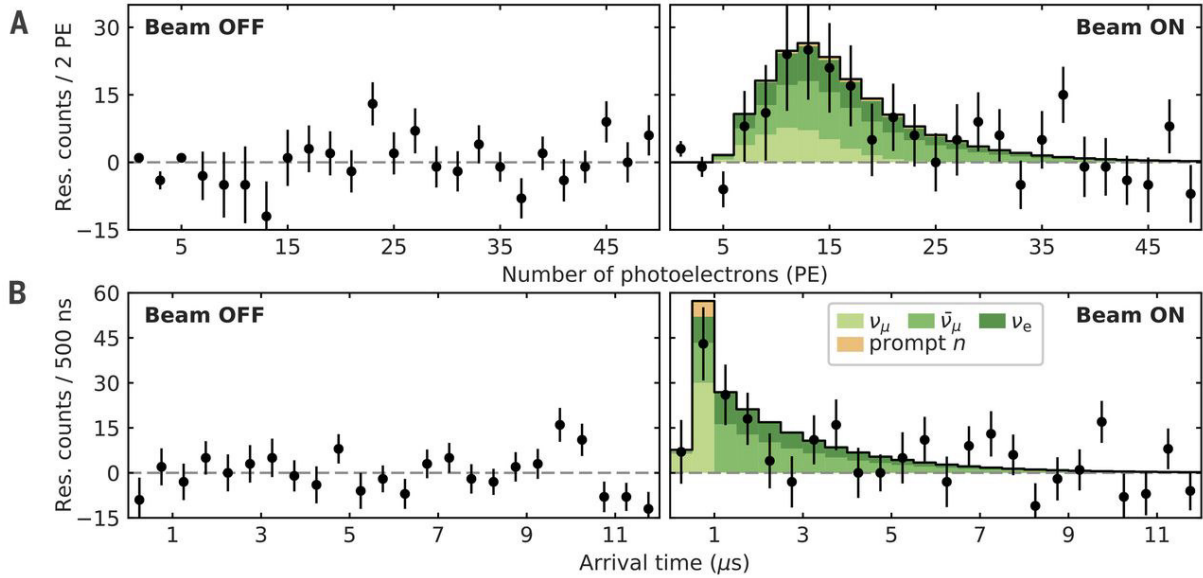 A
Beam OFF
Beam ON
Res. counts / 2 PE
30
15
0
−15
5 15 25 35 45
5 15 25 35 45
Number of photoelectrons (PE)
B
Beam OFF
Beam ON
Res. counts / 500 ns
60
45
30
15
0
−15
νμ ν̄μ νe
prompt n
1 3 5 7 9 11
1 3 5 7 9 11
Arrival time (μs)